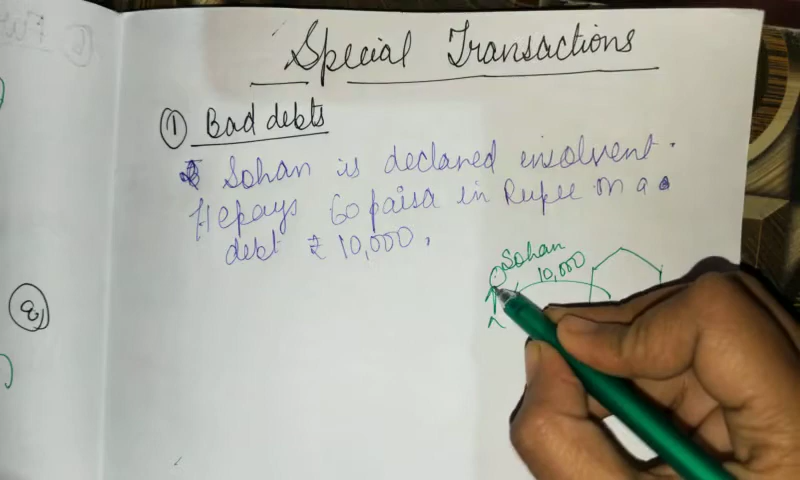 Special Transactions
① Bad debts
Sohan is declared insolvent.
He pays 60 paisa in Rupee on a
debt ₹ 10,000.
Sohan
10,000
3